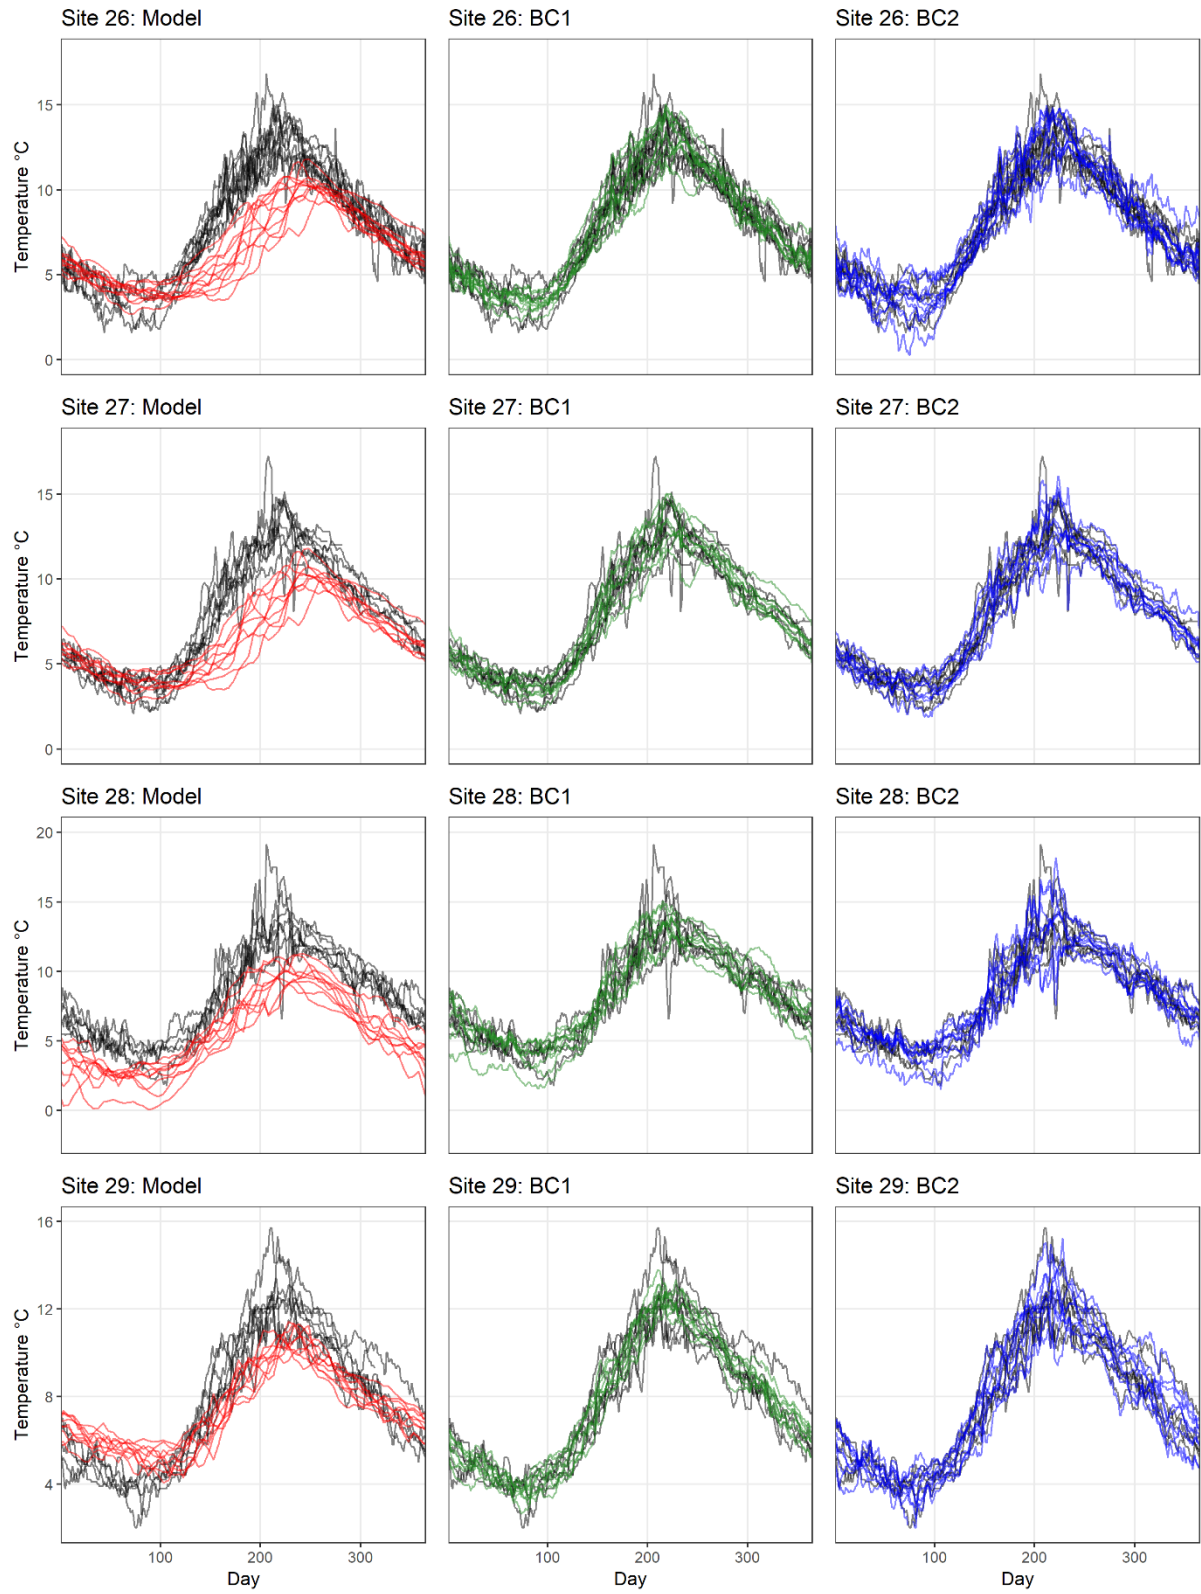 Site 26: Model
Site 26: BC1
Site 26: BC2
15
10
5
0
Temperature °C
Site 27: Model
Site 27: BC1
Site 27: BC2
15
10
5
0
Temperature °C
Site 28: Model
Site 28: BC1
Site 28: BC2
20
15
10
5
0
Temperature °C
Site 29: Model
Site 29: BC1
Site 29: BC2
16
12
8
4
Temperature °C
100 200 300
100 200 300
100 200 300
Day
Day
Day